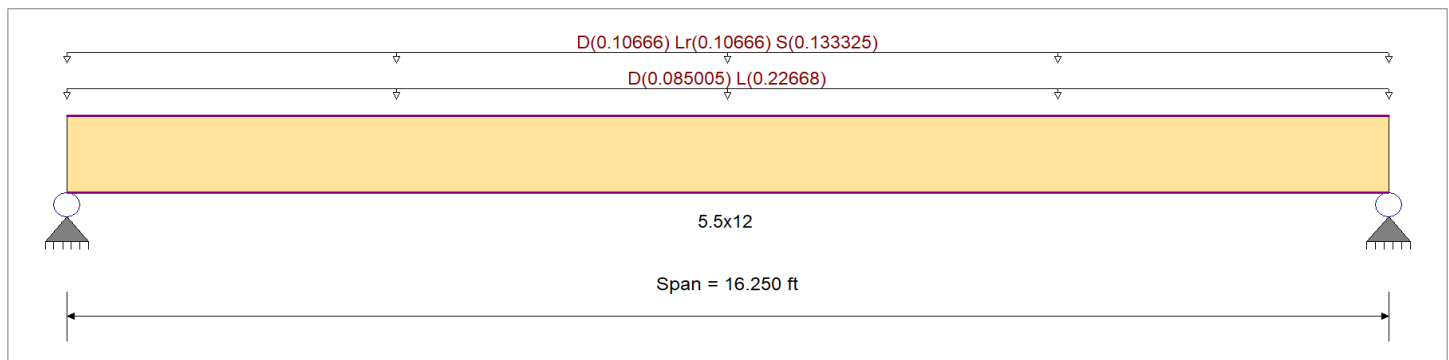 D(0.10666) Lr(0.10666) S(0.133325)
D(0.085005) L(0.22668)
5.5x12
Span = 16.250 ft